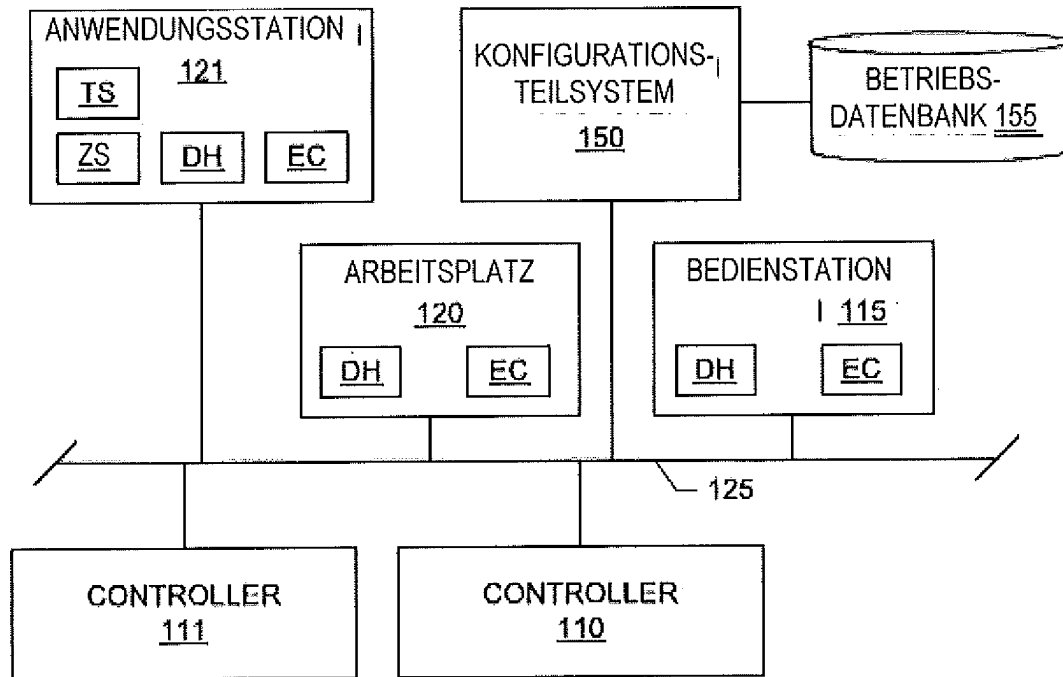 ANWENDUNGSSTATION
121
TS
ZS DH EC
KONFIGURATIONS-
TEILSYSTEM
150
BETRIEBS-
DATENBANK 155
ARBEITSPLATZ
120
DH EC
BEDIENSTATION
115
DH EC
125
CONTROLLER
111
CONTROLLER
110